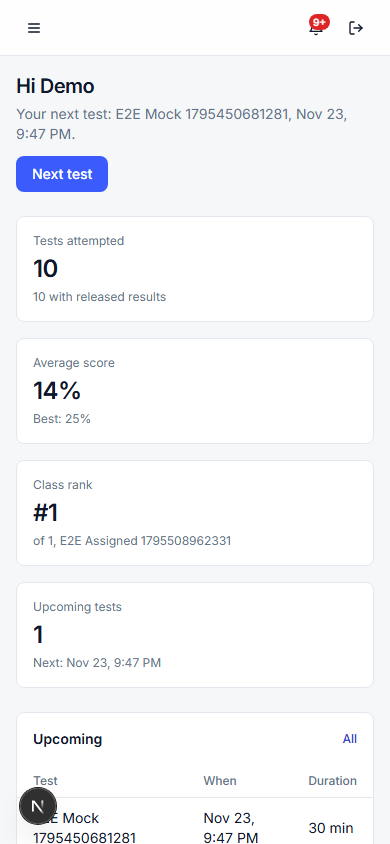 9+
Hi Demo
Your next test: E2E Mock 1795450681281, Nov 23,
9:47 PM.
Next test
Tests attempted
10
10 with released results
Average score
14%
Best: 25%
Class rank
#1
of 1, E2E Assigned 1795508962331
Upcoming tests
1
Next: Nov 23, 9:47 PM
Upcoming All
Test When Duration
N Mock Nov 23, 30 min
1795450681281 9:47 PM